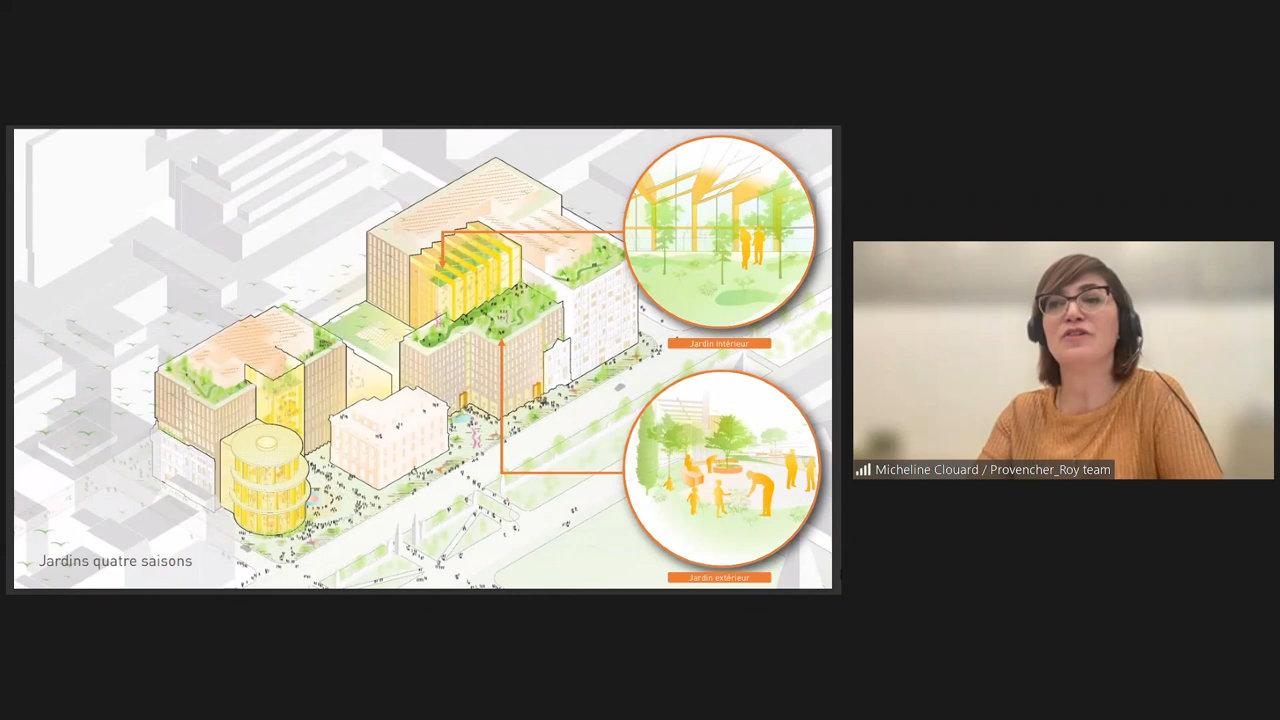 Jardin intérieur
Micheline Clouard / Provencher_Roy team
Jardins quatre saisons
Jardin extérieur